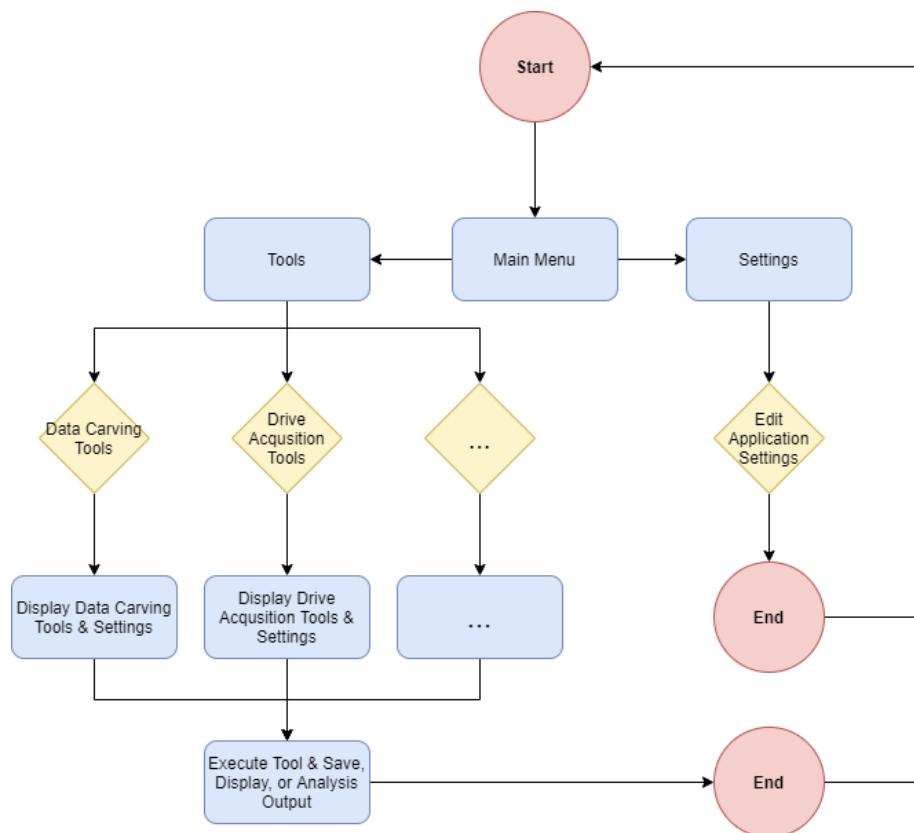 Start
Tools
Main Menu
Settings
Data Carving
Tools
Drive
Acqusition
Tools
...
Edit
Application
Settings
Display Data Carving
Tools & Settings
Display Drive
Acqusition Tools &
Settings
...
End
Execute Tool & Save,
Display, or Analysis
Output
End